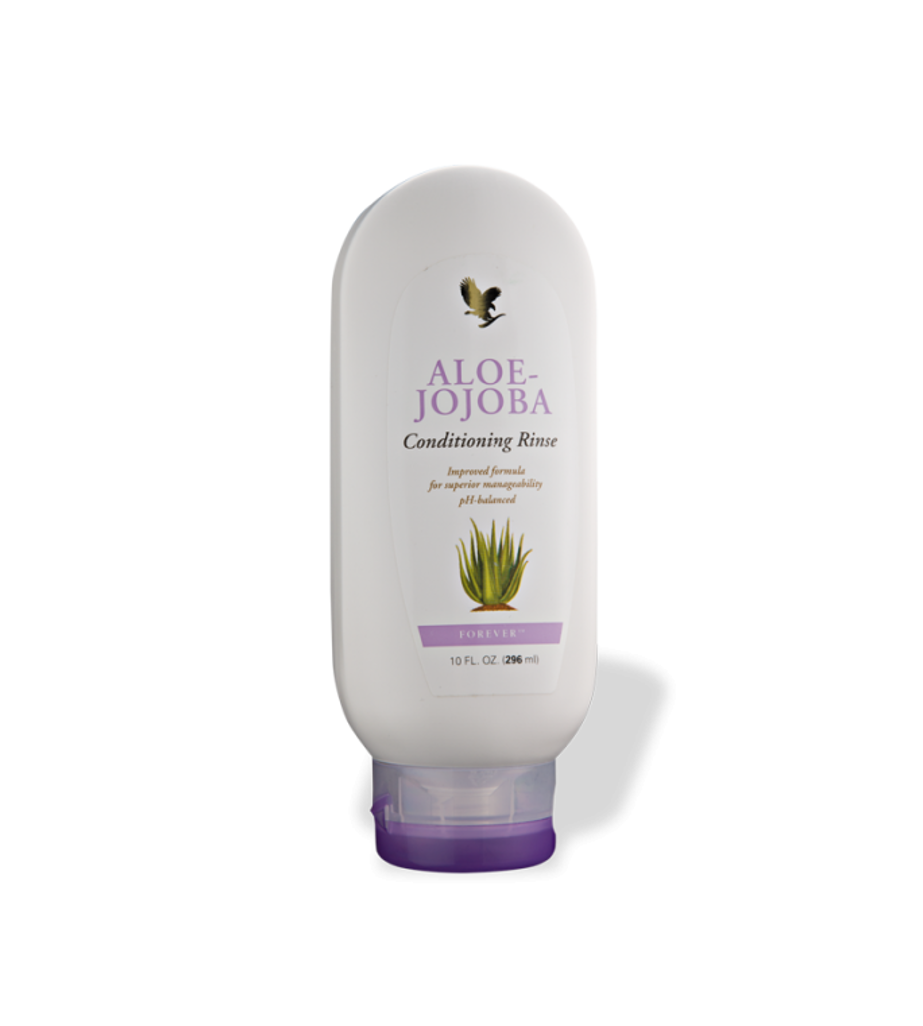 ALOE-
JOJOBA
Conditioning Rinse
Improved formula
for superior manageability
pH-balanced
FOREVER™
10 FL. OZ. (296 ml)